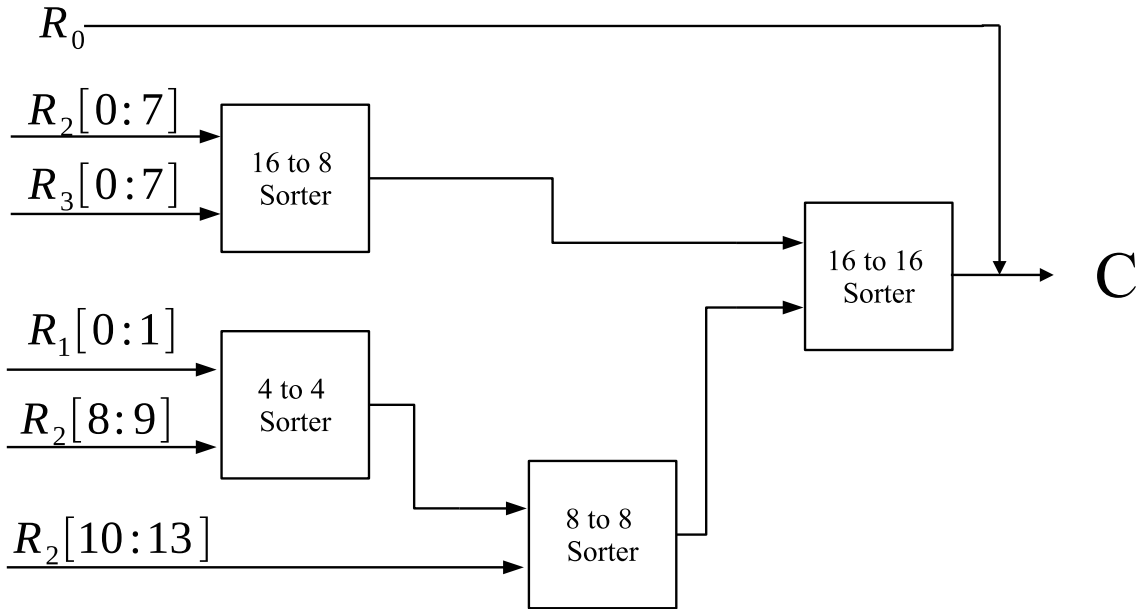 R0
R2[0:7]
R3[0:7]
16 to 8
Sorter
R1[0:1]
R2[8:9]
4 to 4
Sorter
R2[10:13]
8 to 8
Sorter
16 to 16
Sorter
C